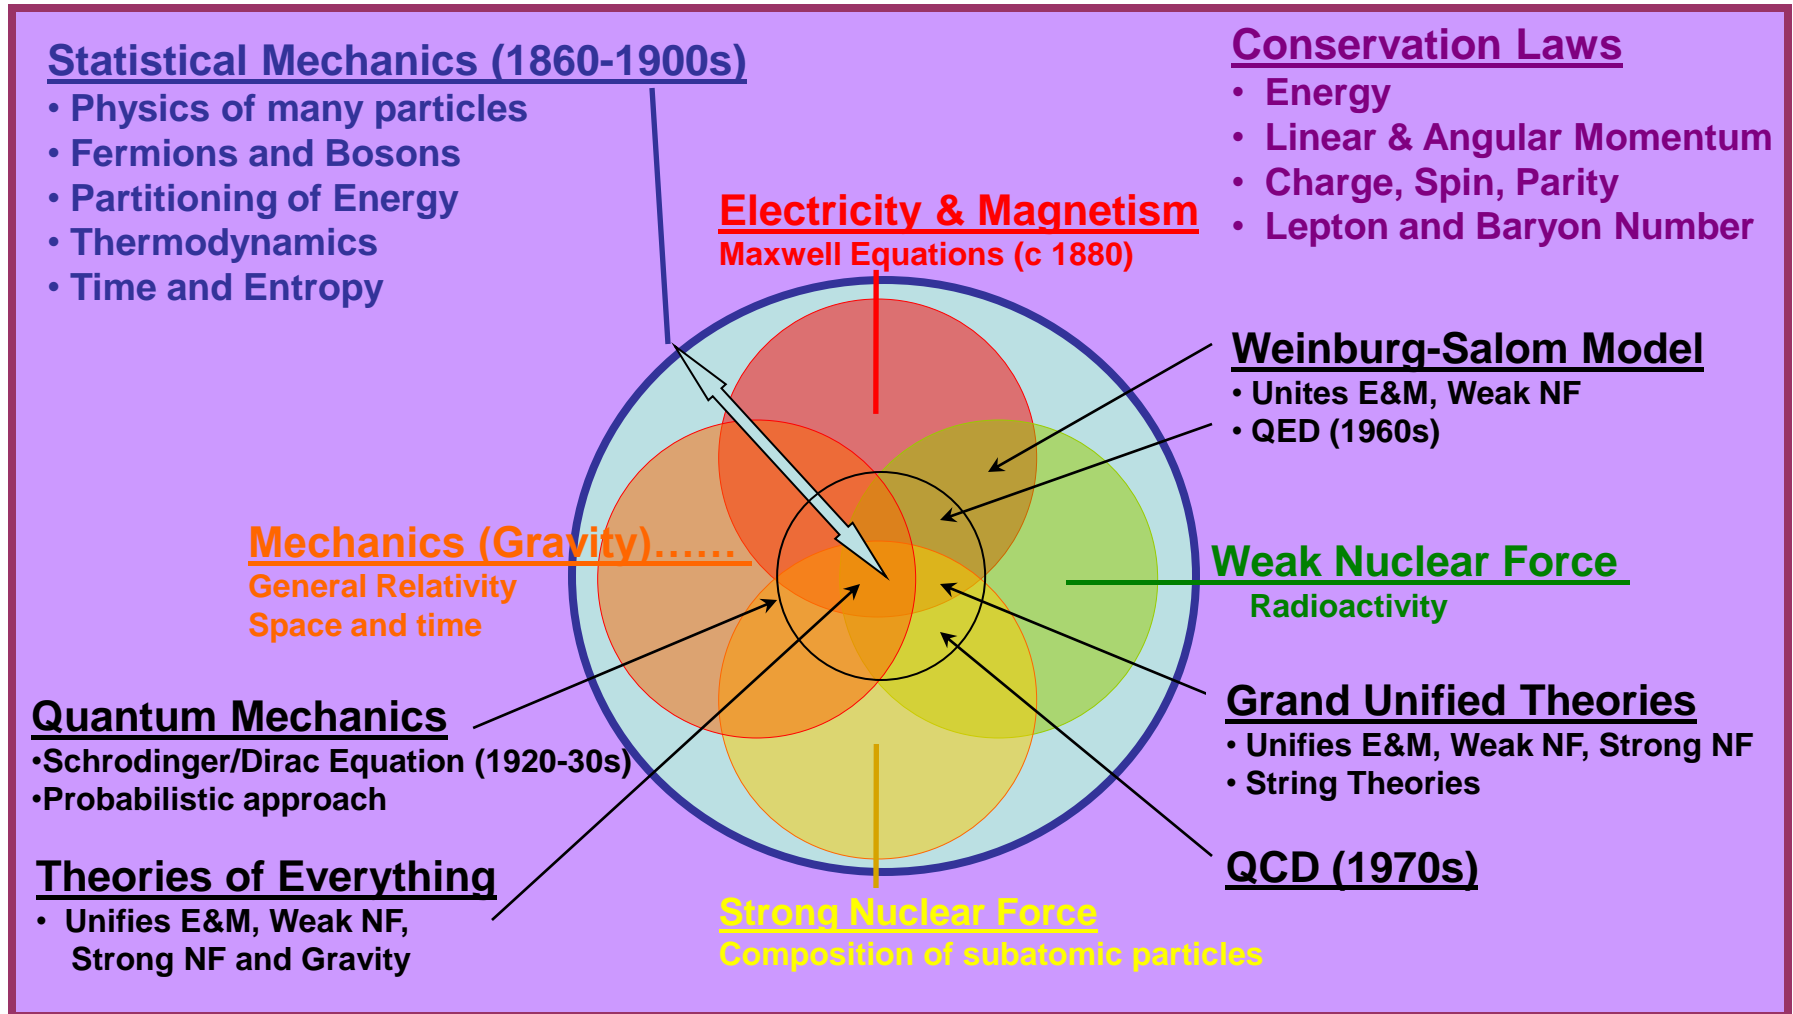 Statistical Mechanics (1860-1900s)
• Physics of many particles
• Fermions and Bosons
• Partitioning of Energy
• Thermodynamics
• Time and Entropy
Conservation Laws
• Energy
• Linear & Angular Momentum
• Charge, Spin, Parity
• Lepton and Baryon Number
Electricity & Magnetism
Maxwell Equations (c 1880)
Weinburg-Salom Model
• Unites E&M, Weak NF
• QED (1960s)
Mechanics (Gravity)……
General Relativity
Space and time
Weak Nuclear Force
Radioactivity
Quantum Mechanics
•Schrodinger/Dirac Equation (1920-30s)
•Probabilistic approach
Grand Unified Theories
• Unifies E&M, Weak NF, Strong NF
• String Theories
Theories of Everything
• Unifies E&M, Weak NF,
Strong NF and Gravity
QCD (1970s)
Strong Nuclear Force
Composition of subatomic particles